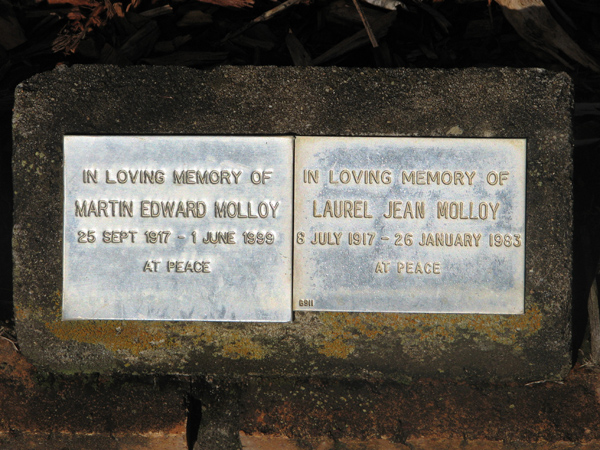 IN LOVING MEMORY OF
MARTIN EDWARD MOLLOY
25 SEPT 1917 - 1 JUNE 1999
AT PEACE
IN LOVING MEMORY OF
LAUREL JEAN MOLLOY
8 JULY 1917 - 26 JANUARY 1983
AT PEACE